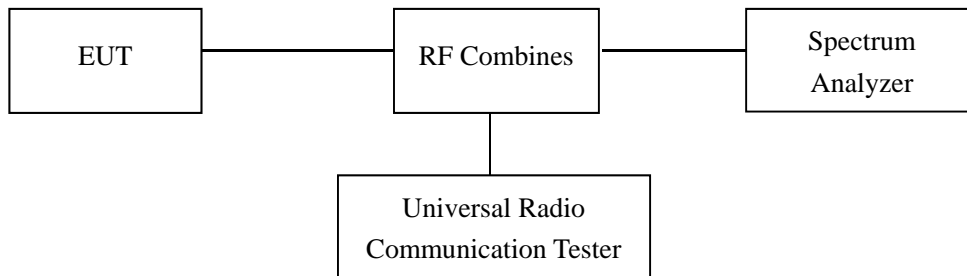 EUT
RF Combines
Spectrum
Analyzer
Universal Radio
Communication Tester